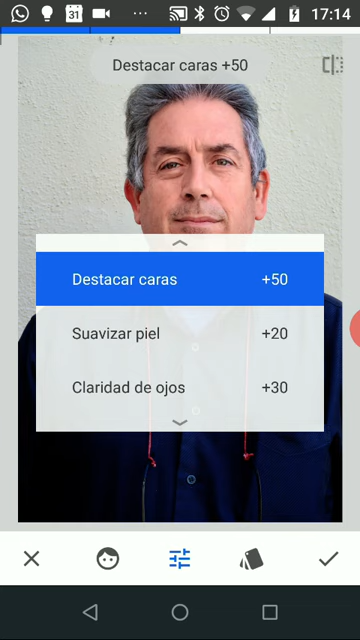 31
17:14
Destacar caras +50
Destacar caras +50
Suavizar piel +20
Claridad de ojos +30